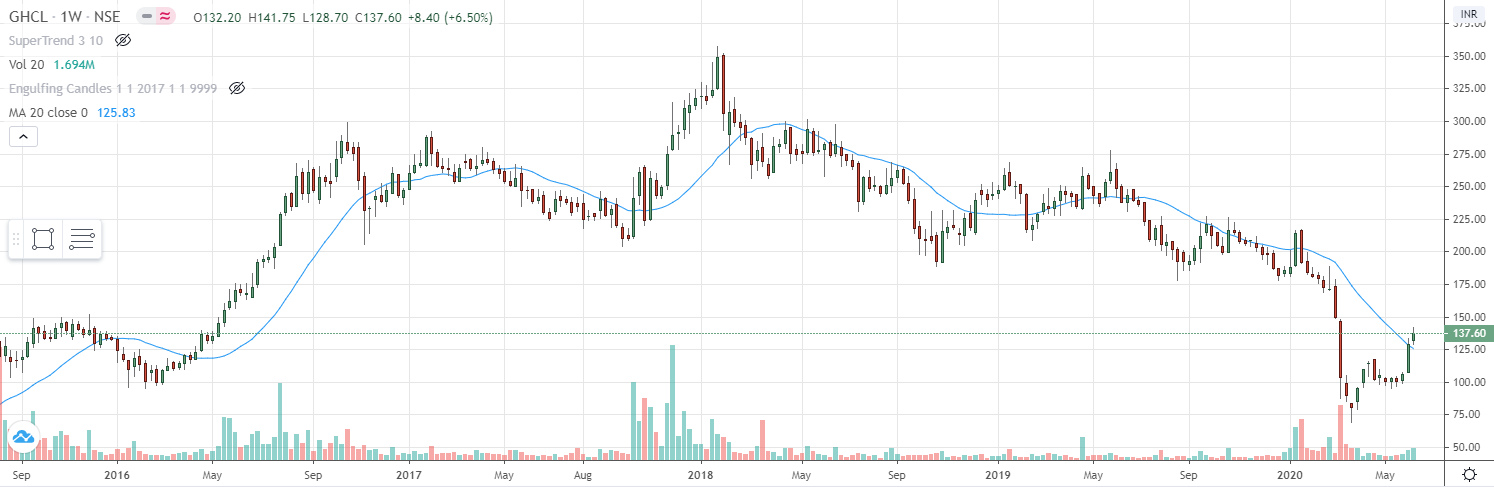 GHCL · 1W · NSE O132.20 H141.75 L128.70 C137.60 +8.40 (+6.50%)
SuperTrend 3 10
Vol 20 1.694M
Engulfing Candles 1 1 2017 1 1 9999
MA 20 close 0 125.83
INR
375.00
350.00
325.00
300.00
275.00
250.00
225.00
200.00
175.00
150.00
137.60
125.00
100.00
75.00
50.00
Sep 2016 May Sep 2017 May Aug 2018 May Sep 2019 May Sep 2020 May